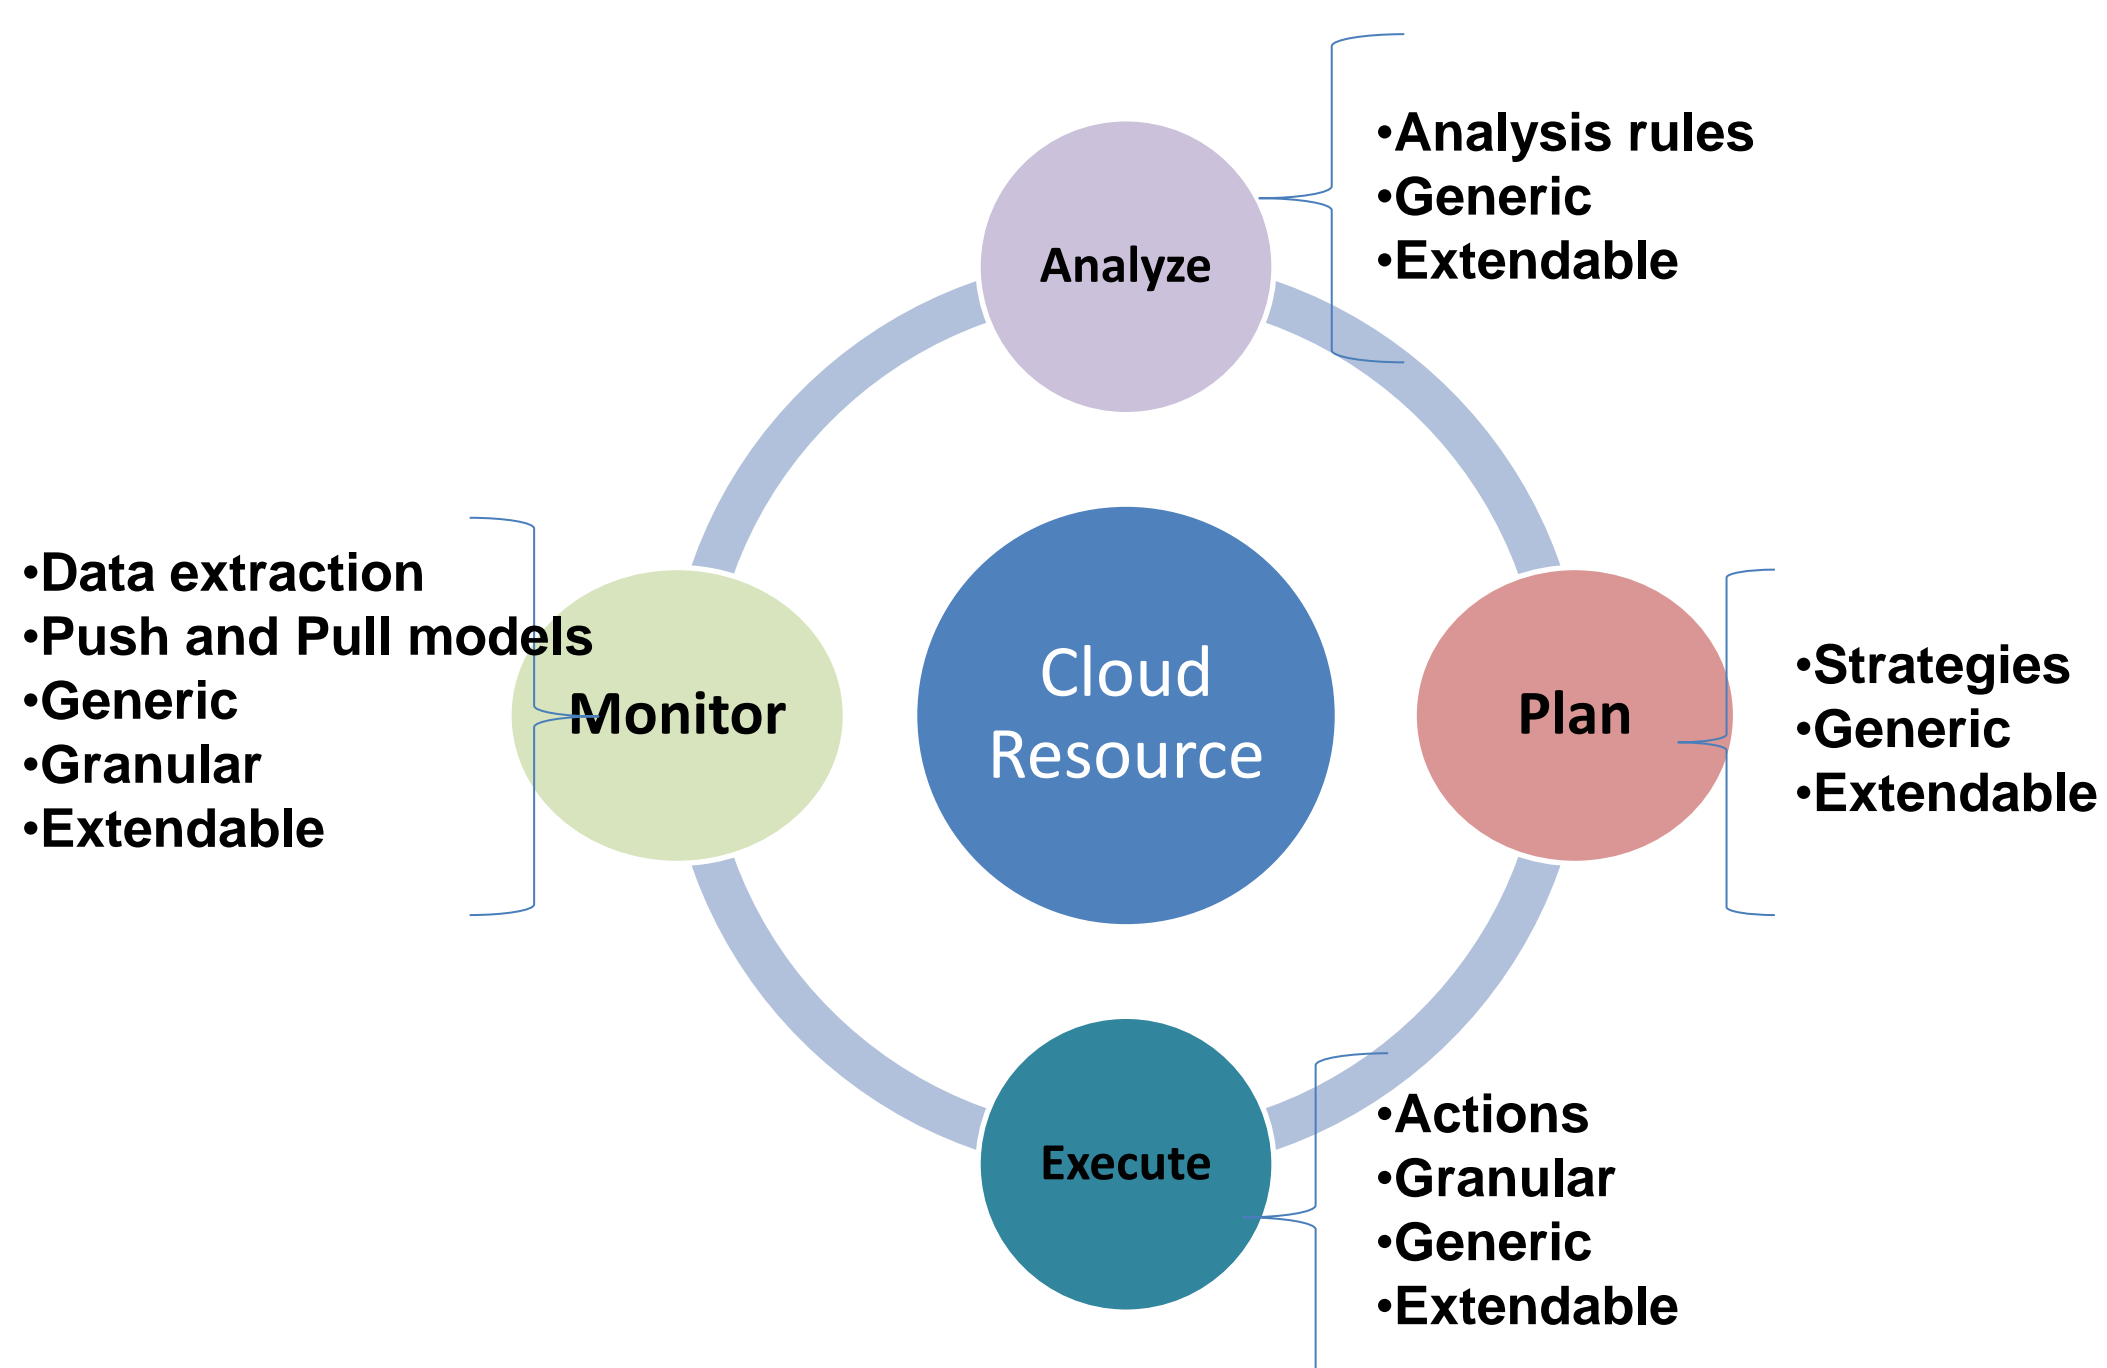 Analyze
•Analysis rules
•Generic
•Extendable
•Data extraction
•Push and Pull models
•Generic
•Granular
•Extendable
Monitor
Cloud
Resource
Plan
•Strategies
•Generic
•Extendable
Execute
•Actions
•Granular
•Generic
•Extendable